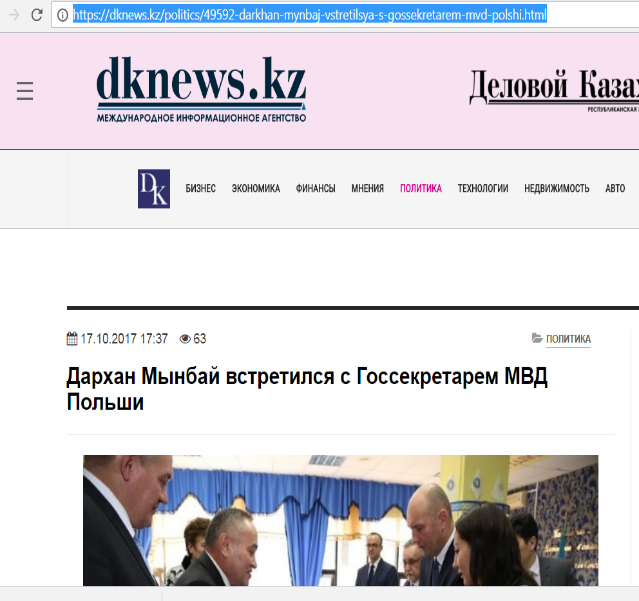 https://dknews.kz/politics/49592-darkhan-mynbaj-vstretilsya-s-gossekretarem-mvd-polshi.html
dknews.kz
МЕЖДУНАРОДНОЕ ИНФОРМАЦИОННОЕ АГЕНТСТВО
Деловой Казах
РЕСПУБЛИКАНСКАЯ
DK БИЗНЕС ЭКОНОМИКА ФИНАНСЫ МНЕНИЯ ПОЛИТИКА ТЕХНОЛОГИИ НЕДВИЖИМОСТЬ АВТО
17.10.2017 17:37 63 ПОЛИТИКА
Дархан Мынбай встретился с Госсекретарем МВД
Польши